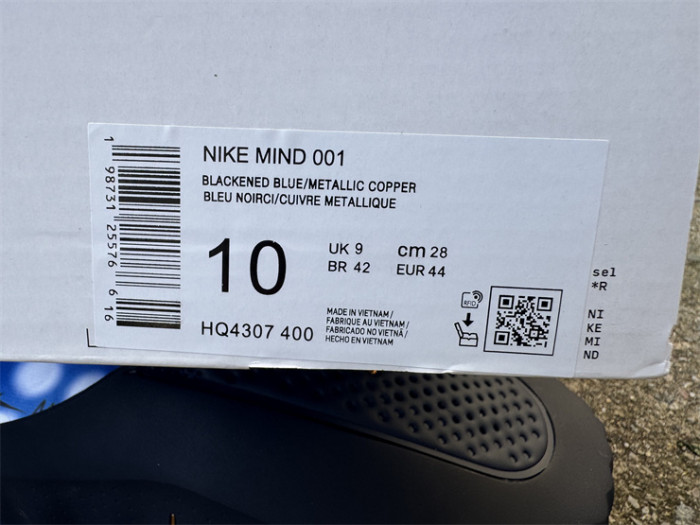 NIKE MIND 001
BLACKENED BLUE/METALLIC COPPER
BLEU NOIRCI/CUIVRE METALLIQUE
10
UK 9
cm 28
BR 42
EUR 44
HQ4307 400
MADE IN VIETNAM /
FABRIQUE AU VIETNAM /
FABRICADO NO VIETNÃ /
HECHO EN VIETNAM
RFID
1 98731 25576 6 16
sel
*R
NI
KE
MI
ND